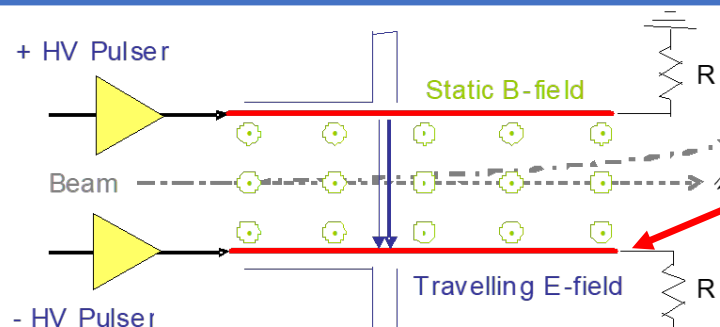 + HV Pulser
R
Static B-field
Beam
Travelling E-field
R
- HV Pulser